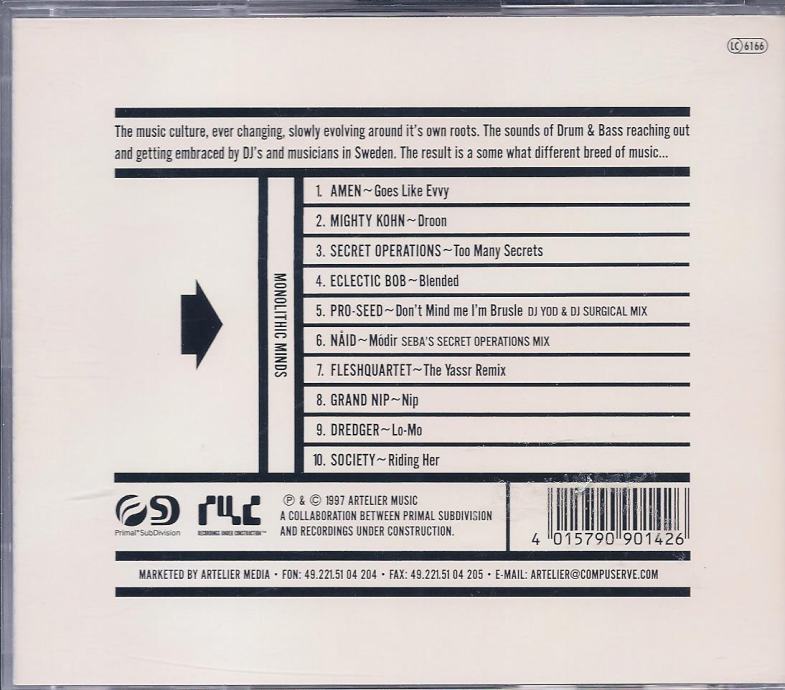 LC 6166
The music culture, ever changing, slowly evolving around it's own roots. The sounds of Drum & Bass reaching out
and getting embraced by DJ's and musicians in Sweden. The result is a some what different breed of music...
MONOLITHIC MINDS
1. AMEN~Goes Like Evvy
2. MIGHTY KOHN~Droon
3. SECRET OPERATIONS~Too Many Secrets
4. ECLECTIC BOB~Blended
5. PRO-SEED~Don't Mind me I'm Brusle DJ YOD & DJ SURGICAL MIX
6. NÅID~Módir SEBA'S SECRET OPERATIONS MIX
7. FLESHQUARTET~The Yassr Remix
8. GRAND NIP~Nip
9. DREDGER~Lo-Mo
10. SOCIETY~Riding Her
Primal*SubDivision
ruc
RECORDINGS UNDER CONSTRUCTION™
℗ & © 1997 ARTELIER MUSIC
A COLLABORATION BETWEEN PRIMAL SUBDIVISION
AND RECORDINGS UNDER CONSTRUCTION.
4 015790 901426
MARKETED BY ARTELIER MEDIA • FON: 49.221.51 04 204 • FAX: 49.221.51 04 205 • E-MAIL: ARTELIER@COMPUSERVE.COM